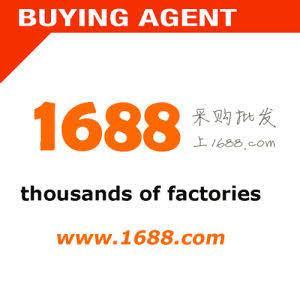 BUYING AGENT
1688
采购批发
上1688.com
thousands of factories
www.1688.com